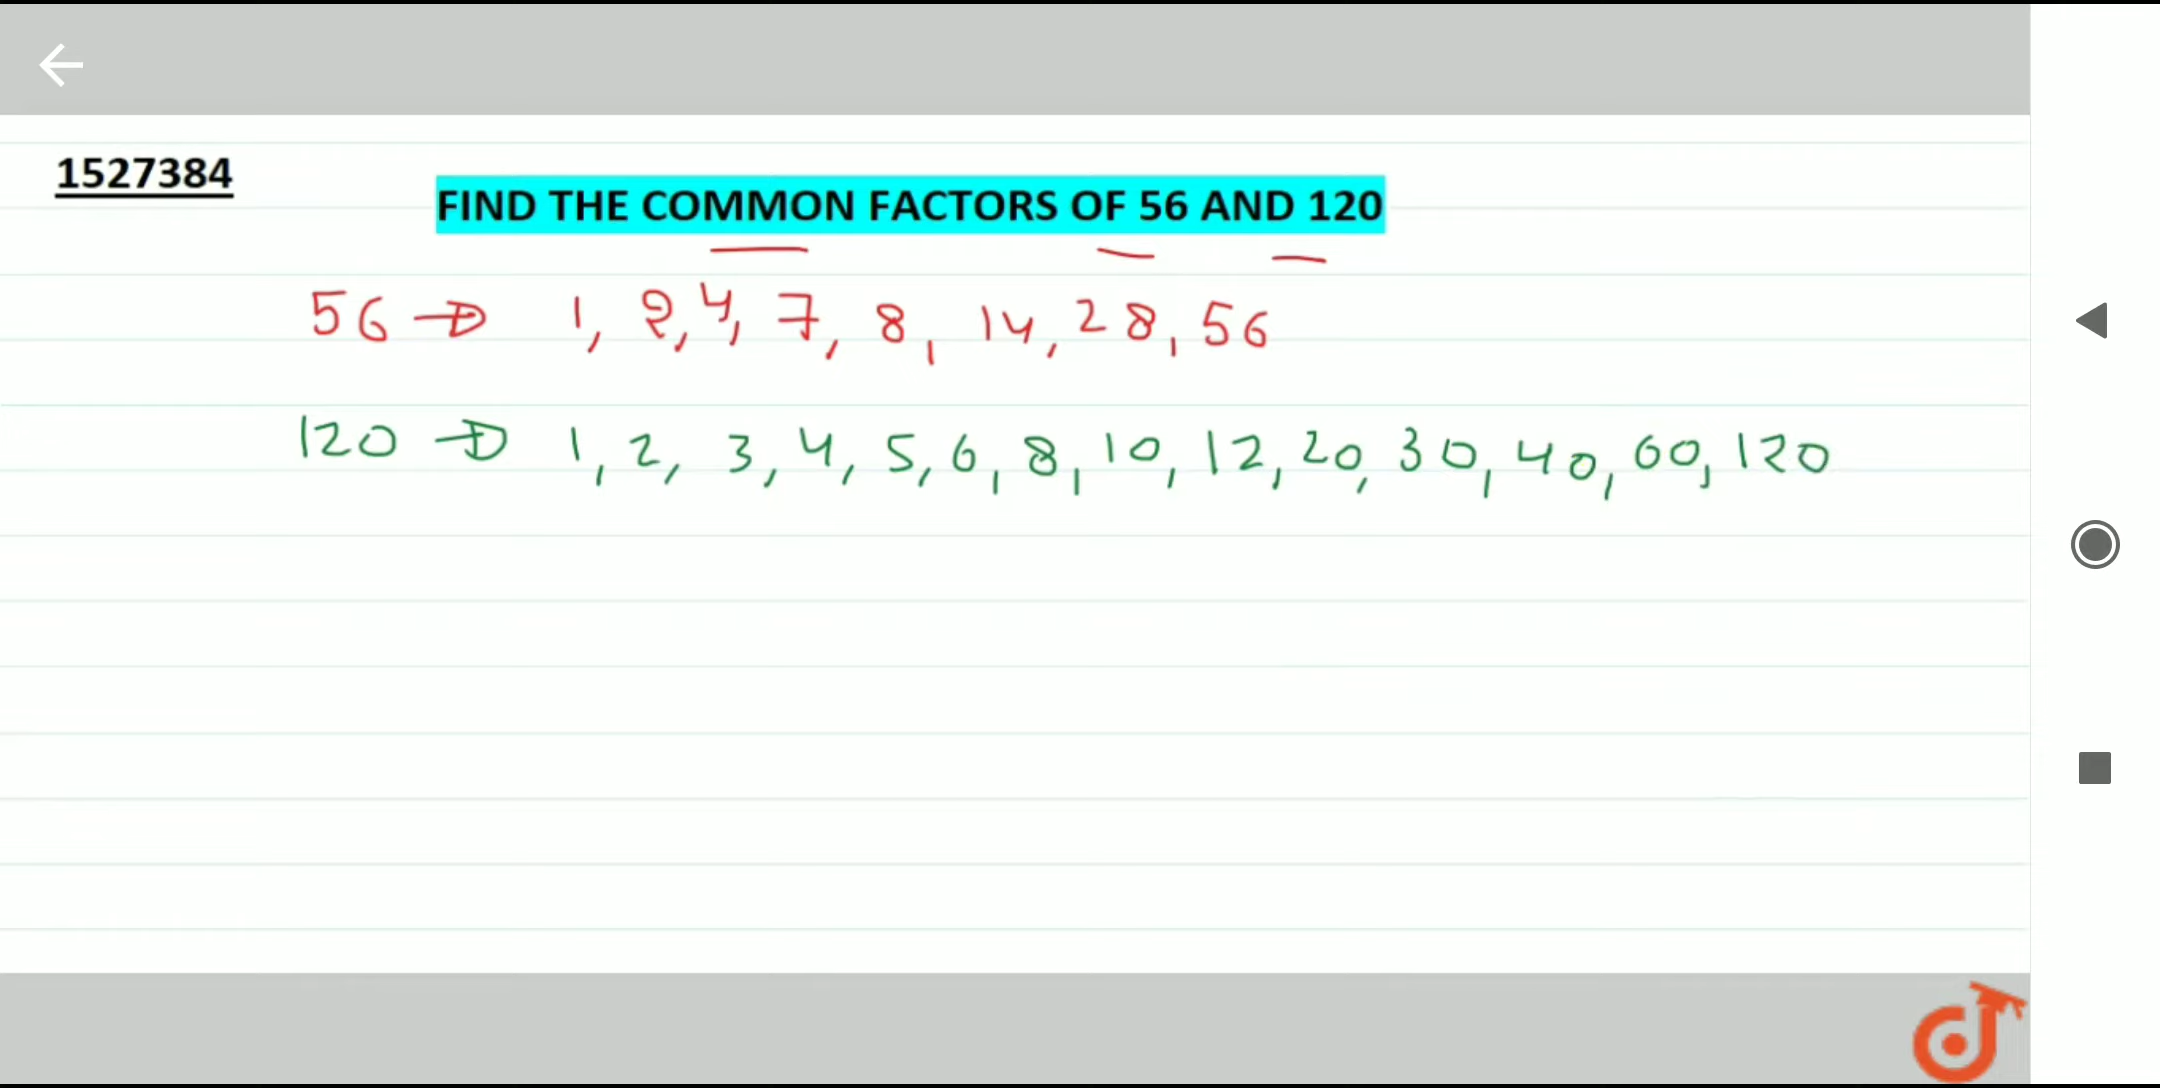 1527384
FIND THE COMMON FACTORS OF 56 AND 120
56 → 1, 2, 4, 7, 8, 14, 28, 56
120 → 1, 2, 3, 4, 5, 6, 8, 10, 12, 20, 30, 40, 60, 120